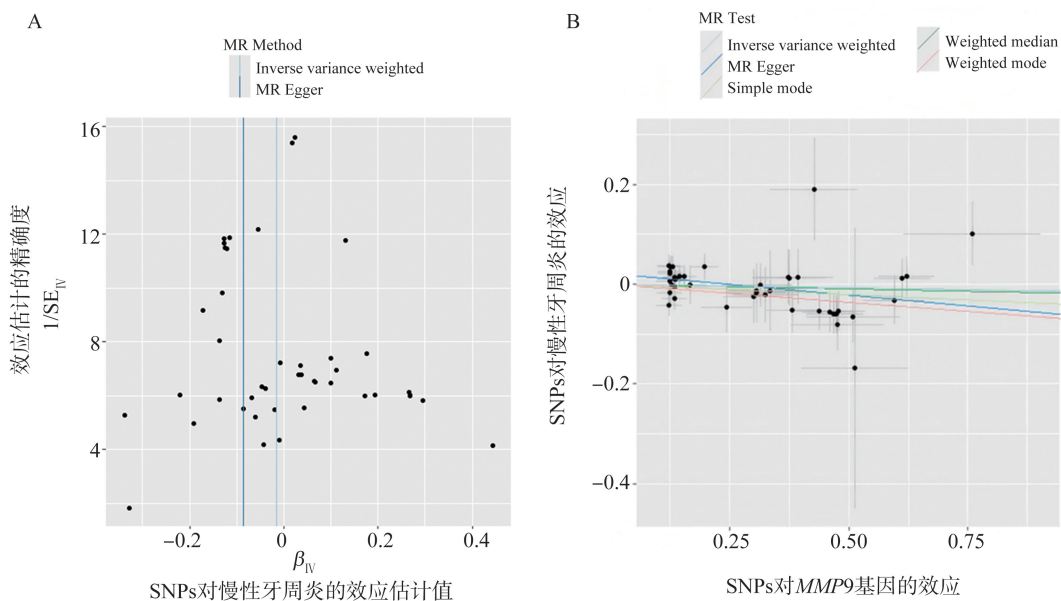 A
MR Method
Inverse variance weighted
MR Egger
16
12
8
4
效应估计的精确度
1/SE_IV
−0.2
0
0.2
0.4
β_IV
SNPs对慢性牙周炎的效应估计值
B
MR Test
Inverse variance weighted
MR Egger
Simple mode
Weighted median
Weighted mode
0.2
0
−0.2
−0.4
SNPs对慢性牙周炎的效应
0.25
0.50
0.75
SNPs对MMP9基因的效应